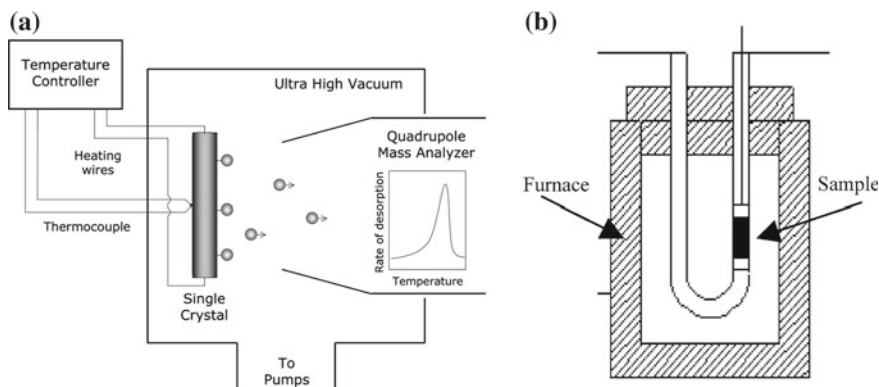 (a)
Temperature
Controller
Ultra High Vacuum
Heating
wires
Thermocouple
Single
Crystal
Quadrupole
Mass Analyzer
Rate of desorption
Temperature
To
Pumps
(b)
Furnace
Sample